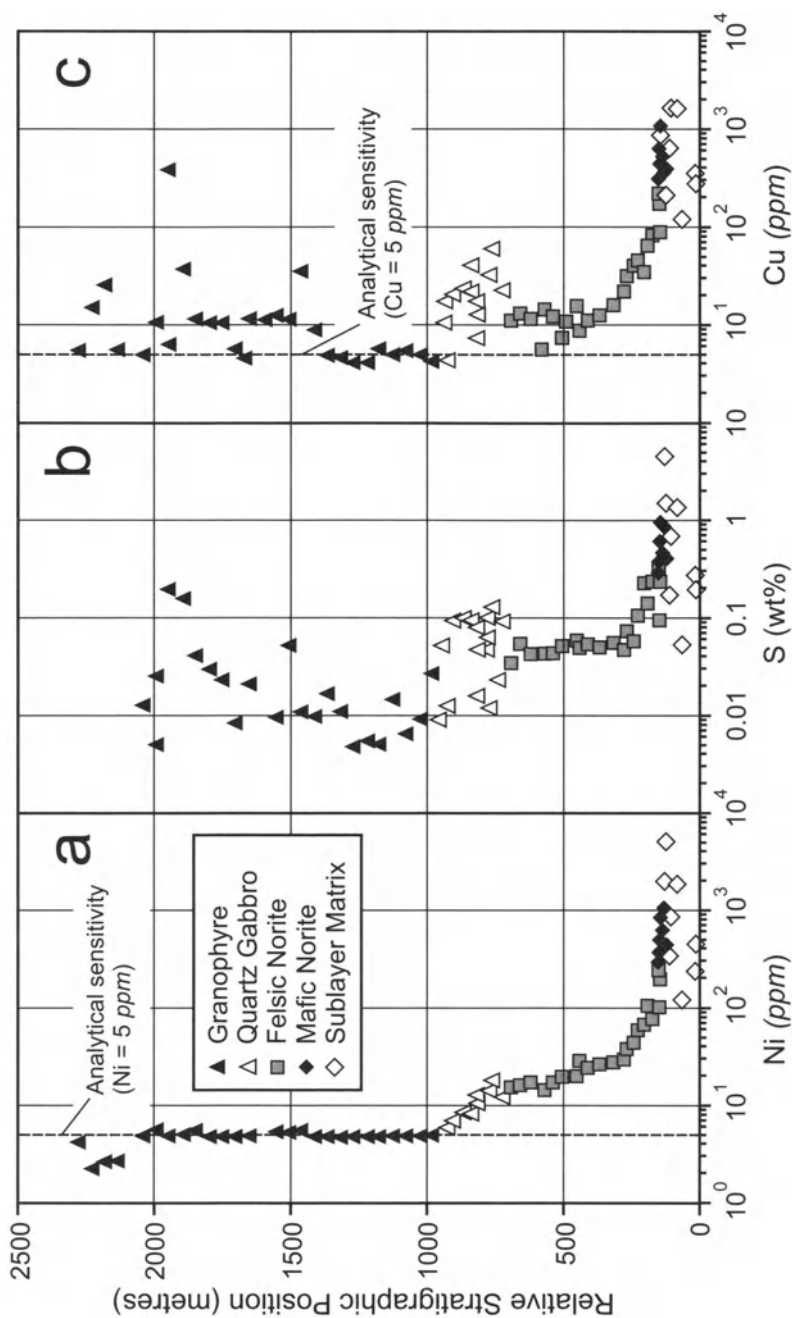 a
b
c
Analytical sensitivity
(Ni = 5 ppm)
Analytical sensitivity
(Cu = 5 ppm)
Granophyre
Quartz Gabbro
Felsic Norite
Mafic Norite
Sublayer Matrix
Relative Stratigraphic Position (metres)
2500
2000
1500
1000
500
0
10⁰ 10¹ 10² 10³ 10⁴ 0.01 0.1 1 10 10¹ 10² 10³ 10⁴
Ni (ppm)
S (wt%)
Cu (ppm)